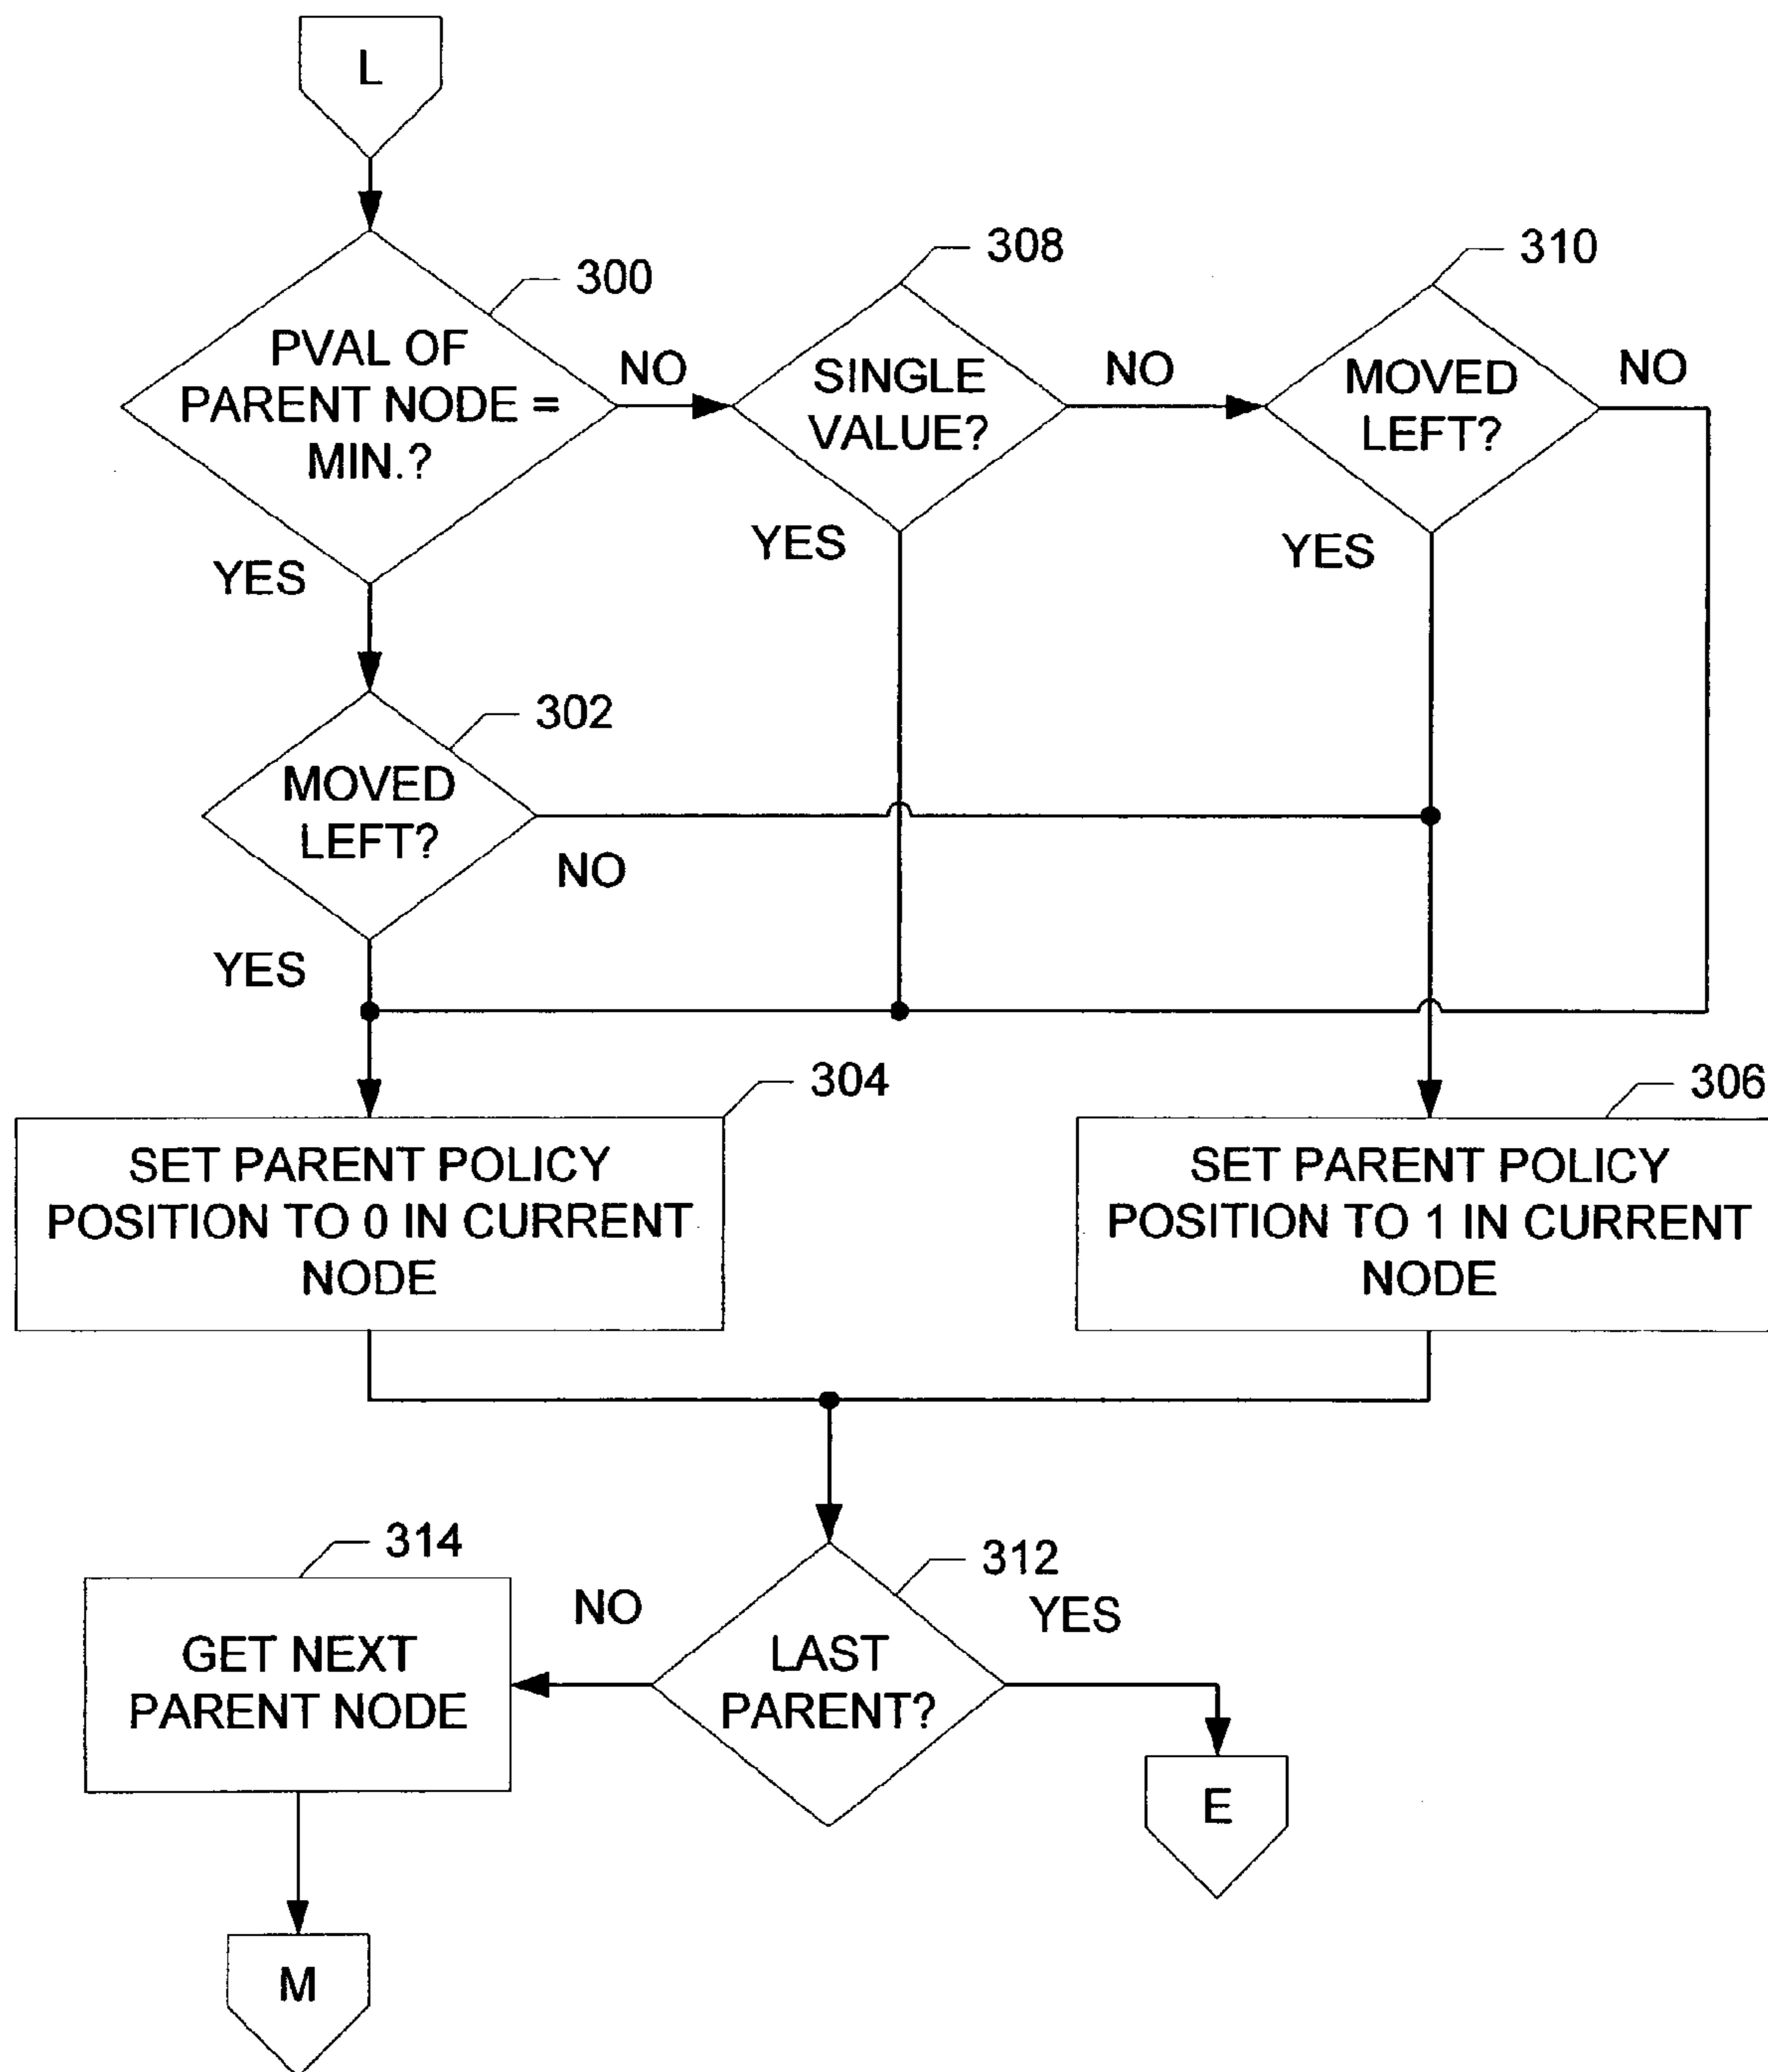 L
300
PVAL OF
PARENT NODE =
MIN.?
NO
YES
308
SINGLE
VALUE?
NO
YES
310
MOVED
LEFT?
NO
YES
302
MOVED
LEFT?
NO
YES
304
SET PARENT POLICY
POSITION TO 0 IN CURRENT
NODE
306
SET PARENT POLICY
POSITION TO 1 IN CURRENT
NODE
314
GET NEXT
PARENT NODE
NO
312
YES
LAST
PARENT?
E
M